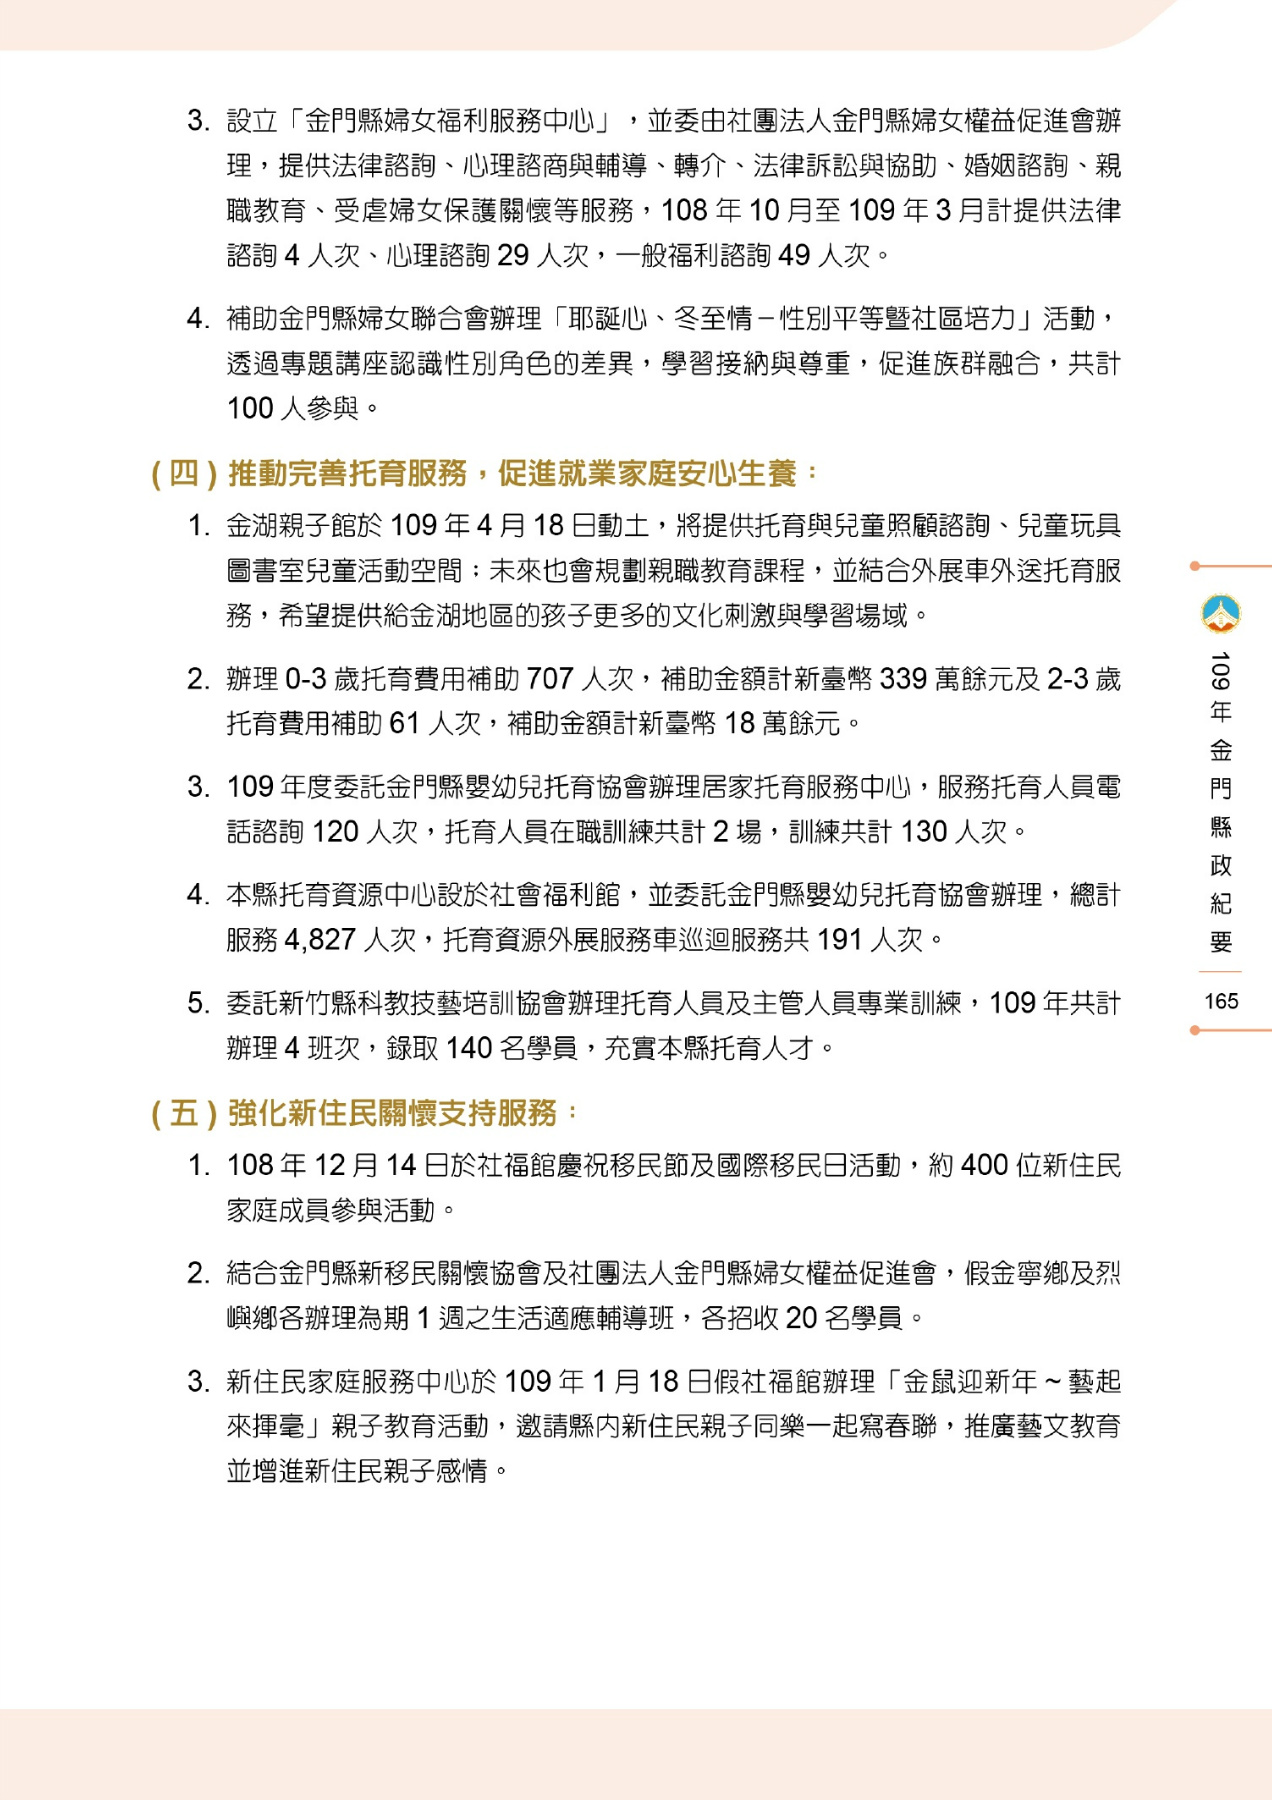 3. 設立「金門縣婦女福利服務中心」，並委由社團法人金門縣婦女權益促進會辦
理，提供法律諮詢、心理諮商與輔導、轉介、法律訴訟與協助、婚姻諮詢、親
職教育、受虐婦女保護關懷等服務，108 年 10 月至 109 年 3 月計提供法律
諮詢 4 人次、心理諮詢 29 人次，一般福利諮詢 49 人次。
4. 補助金門縣婦女聯合會辦理「耶誕心、冬至情－性別平等暨社區培力」活動，
透過專題講座認識性別角色的差異，學習接納與尊重，促進族群融合，共計
100 人參與。
( 四 ) 推動完善托育服務，促進就業家庭安心生養：
1. 金湖親子館於 109 年 4 月 18 日動土，將提供托育與兒童照顧諮詢、兒童玩具
圖書室兒童活動空間；未來也會規劃親職教育課程，並結合外展車外送托育服
務，希望提供給金湖地區的孩子更多的文化刺激與學習場域。
2. 辦理 0-3 歲托育費用補助 707 人次，補助金額計新臺幣 339 萬餘元及 2-3 歲
托育費用補助 61 人次，補助金額計新臺幣 18 萬餘元。
3. 109 年度委託金門縣嬰幼兒托育協會辦理居家托育服務中心，服務托育人員電
話諮詢 120 人次，托育人員在職訓練共計 2 場，訓練共計 130 人次。
4. 本縣托育資源中心設於社會福利館，並委託金門縣嬰幼兒托育協會辦理，總計
服務 4,827 人次，托育資源外展服務車巡迴服務共 191 人次。
5. 委託新竹縣科教技藝培訓協會辦理托育人員及主管人員專業訓練，109 年共計
辦理 4 班次，錄取 140 名學員，充實本縣托育人才。
( 五 ) 強化新住民關懷支持服務：
1. 108 年 12 月 14 日於社福館慶祝移民節及國際移民日活動，約 400 位新住民
家庭成員參與活動。
2. 結合金門縣新移民關懷協會及社團法人金門縣婦女權益促進會，假金寧鄉及烈
嶼鄉各辦理為期 1 週之生活適應輔導班，各招收 20 名學員。
3. 新住民家庭服務中心於 109 年 1 月 18 日假社福館辦理「金鼠迎新年 ~ 藝起
來揮毫」親子教育活動，邀請縣內新住民親子同樂一起寫春聯，推廣藝文教育
並增進新住民親子感情。
109年金門縣政紀要
165